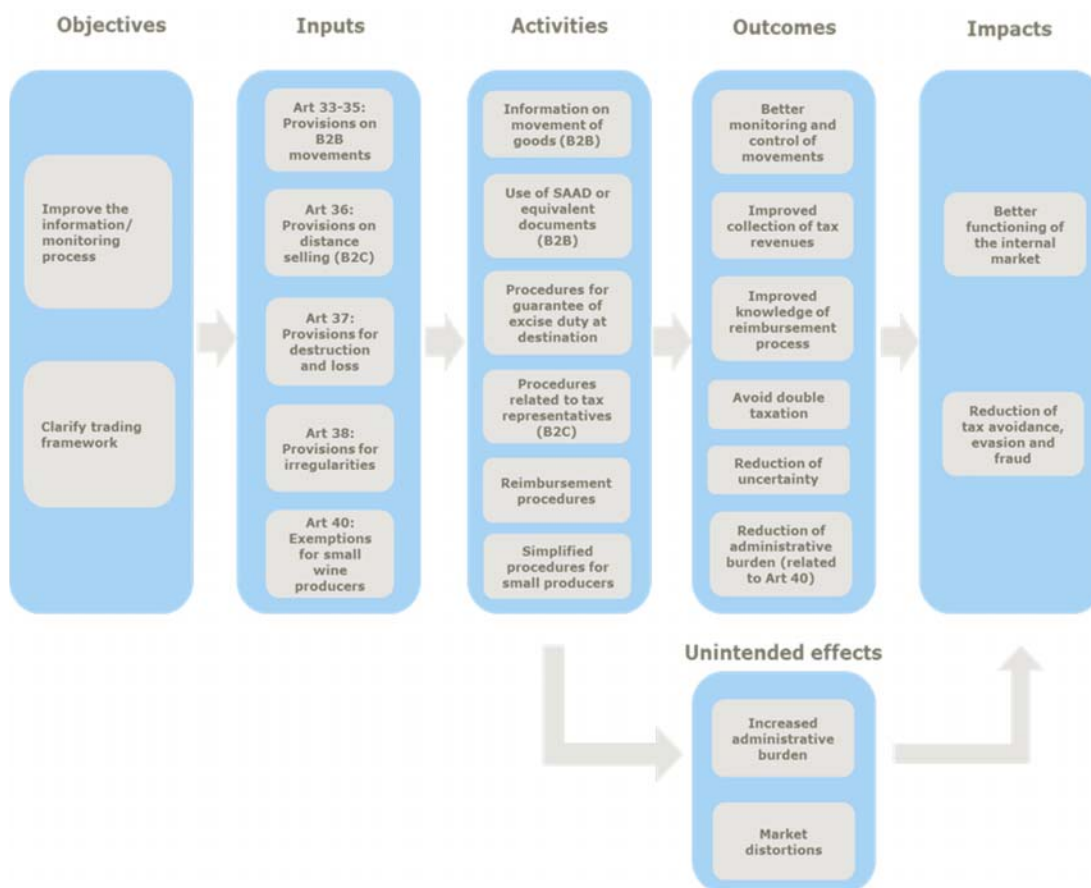 Objectives
Inputs
Activities
Outcomes
Impacts
Improve the
information/
monitoring
process
Clarify trading
framework
Art 33-35:
Provisions on
B2B
movements
Art 36:
Provisions on
distance
selling (B2C)
Art 37:
Provisions for
destruction
and loss
Art 38:
Provisions for
irregularities
Art 40:
Exemptions for
small wine
producers
Information on
movement of
goods (B2B)
Use of SAAD or
equivalent
documents
(B2B)
Procedures for
guarantee of
excise duty at
destination
Procedures
related to tax
representatives
(B2C)
Reimbursement
procedures
Simplified
procedures for
small producers
Better
monitoring and
control of
movements
Improved
collection of tax
revenues
Improved
knowledge of
reimbursement
process
Avoid double
taxation
Reduction of
uncertainty
Reduction of
administrative
burden (related
to Art 40)
Better
functioning of
the internal
market
Reduction of
tax avoidance,
evasion and
fraud
Unintended effects
Increased
administrative
burden
Market
distortions